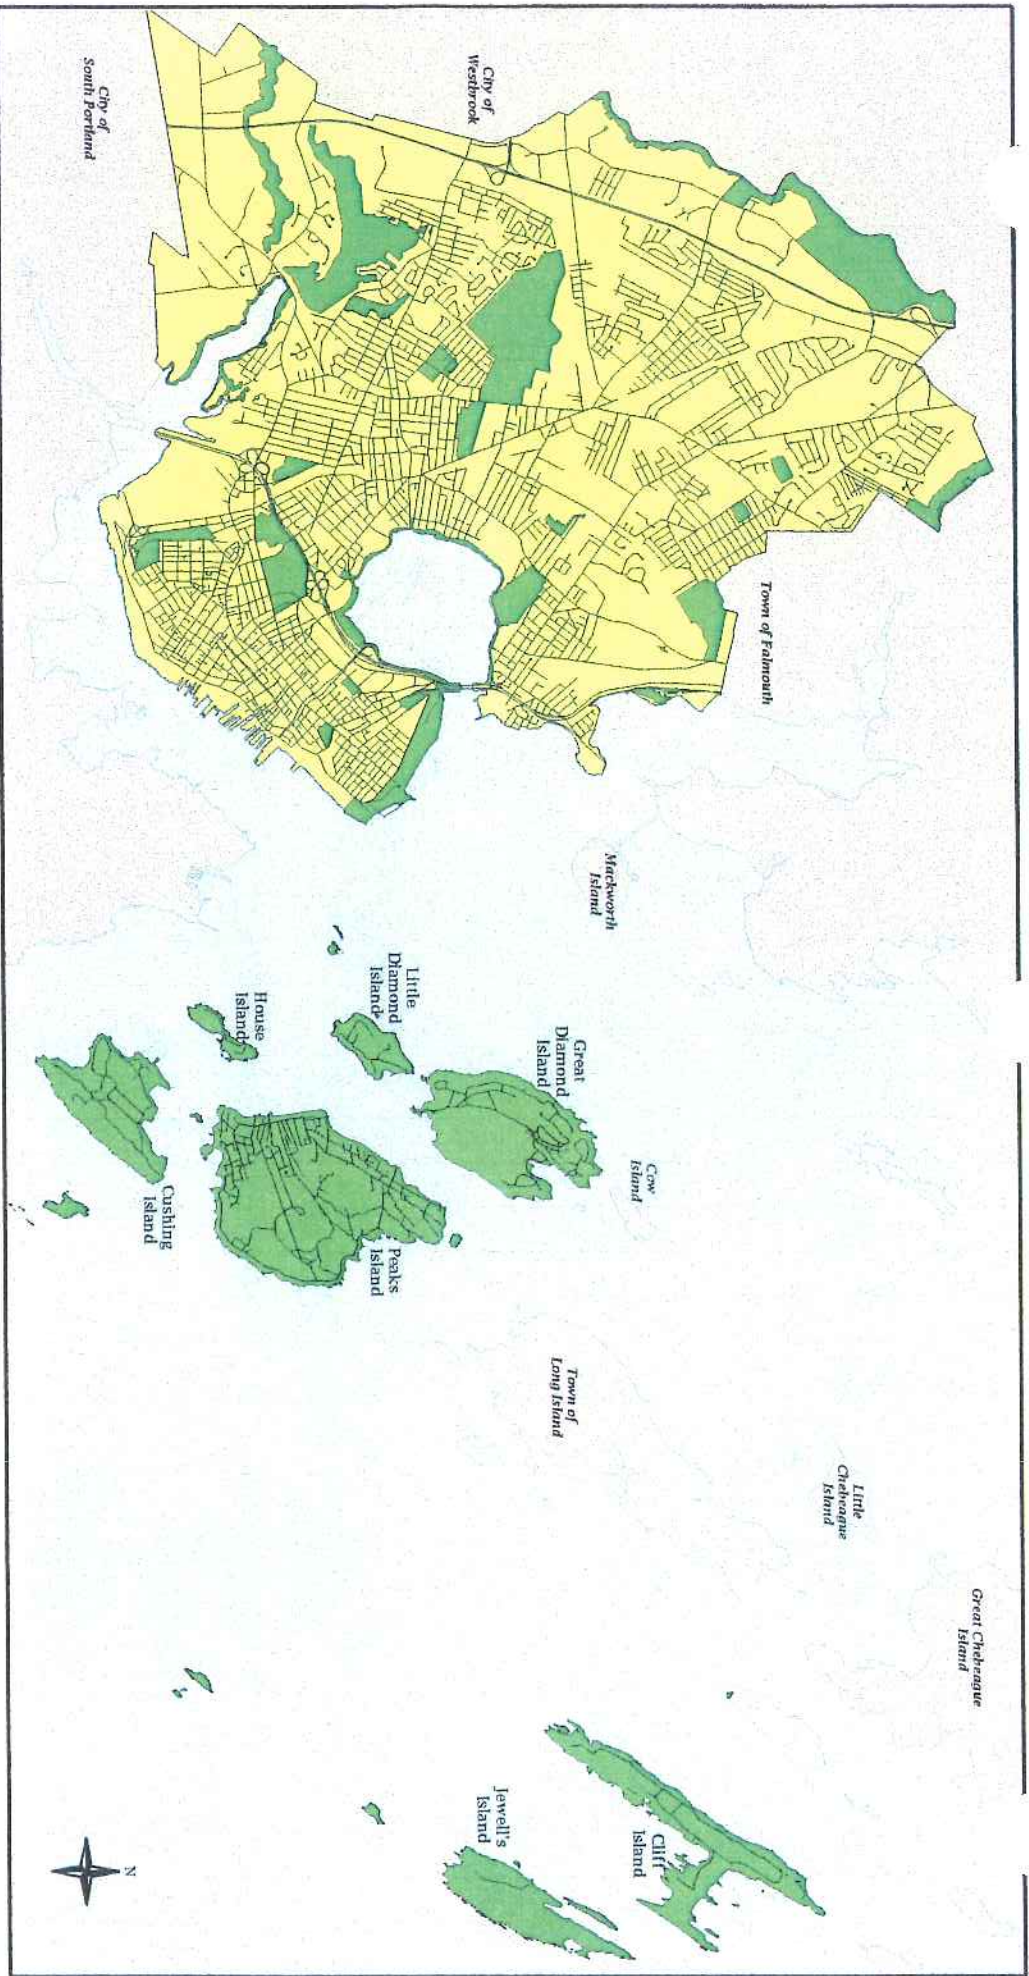 City of
Westbrook
City of
South Portland
Town of Falmouth
Mackworth
Island
Great Chebeague
Island
Little
Chebeague
Island
Cow
Island
Town of
Long Island
Great
Diamond
Island
Little
Diamond
Island
House
Island
Peaks
Island
Cushing
Island
Cliff
Island
Jewell's
Island
N